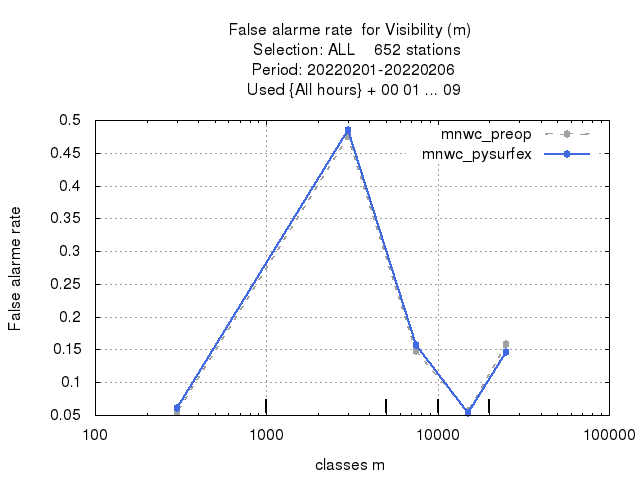 False alarme rate  for Visibility (m)
Selection: ALL    652 stations
Period: 20220201-20220206
Used {All hours} + 00 01 ... 09
mnwc_preop
mnwc_pysurfex
False alarme rate
0.5
0.45
0.4
0.35
0.3
0.25
0.2
0.15
0.1
0.05
100 1000 10000 100000
classes m